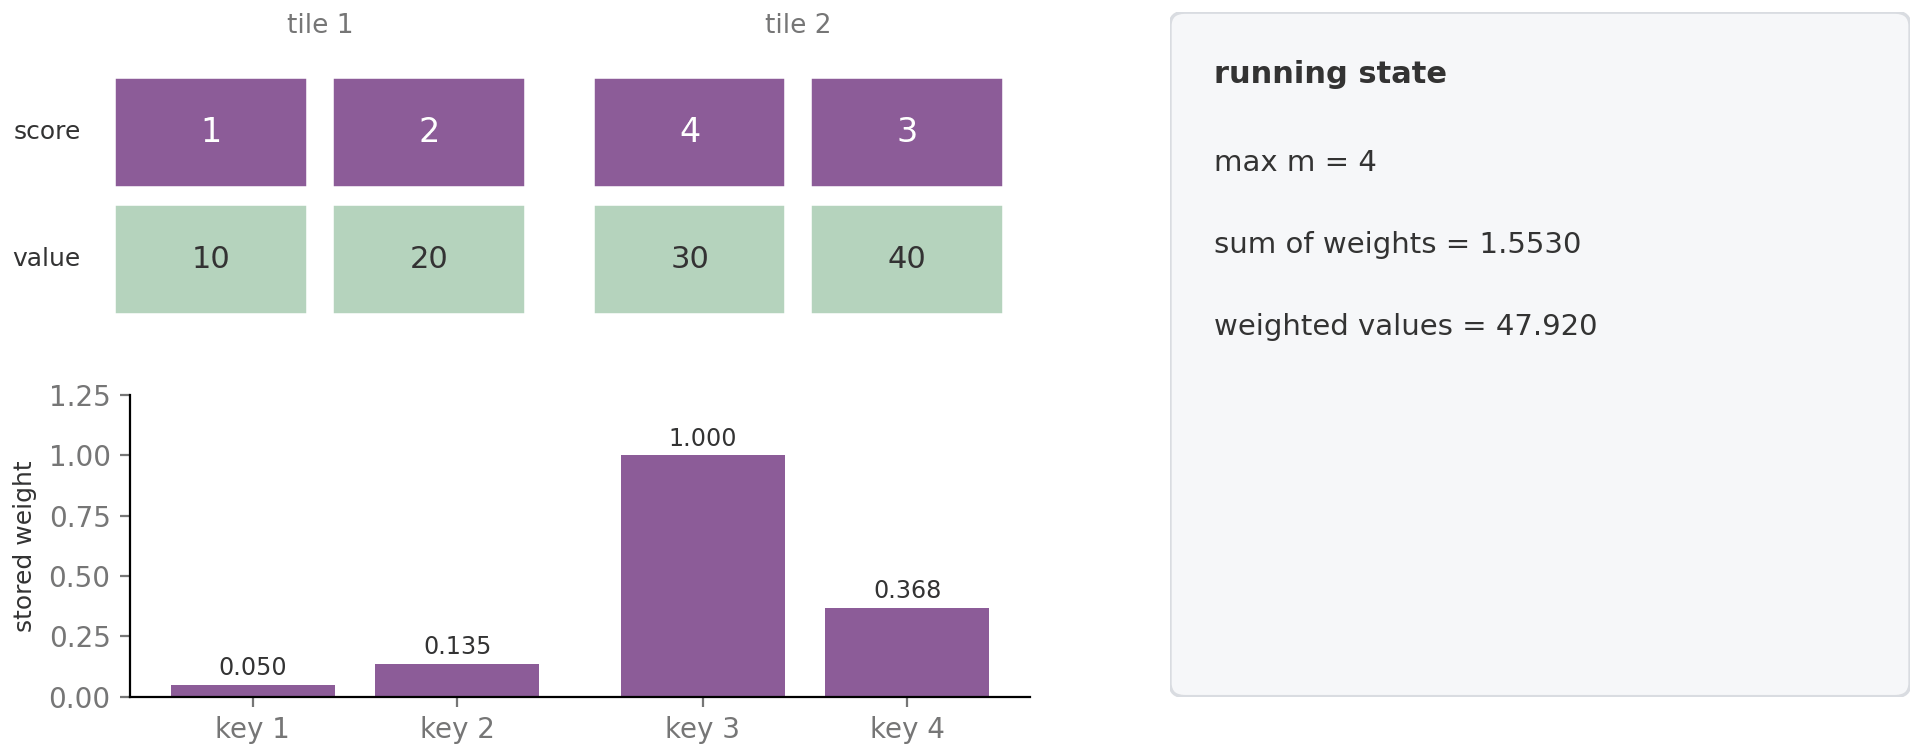 tile 1 tile 2
score 1 2 4 3
value 10 20 30 40
running state
max m = 4
sum of weights = 1.5530
weighted values = 47.920
stored weight
1.25
1.00
0.75
0.50
0.25
0.00
0.050
0.135
1.000
0.368
key 1 key 2 key 3 key 4